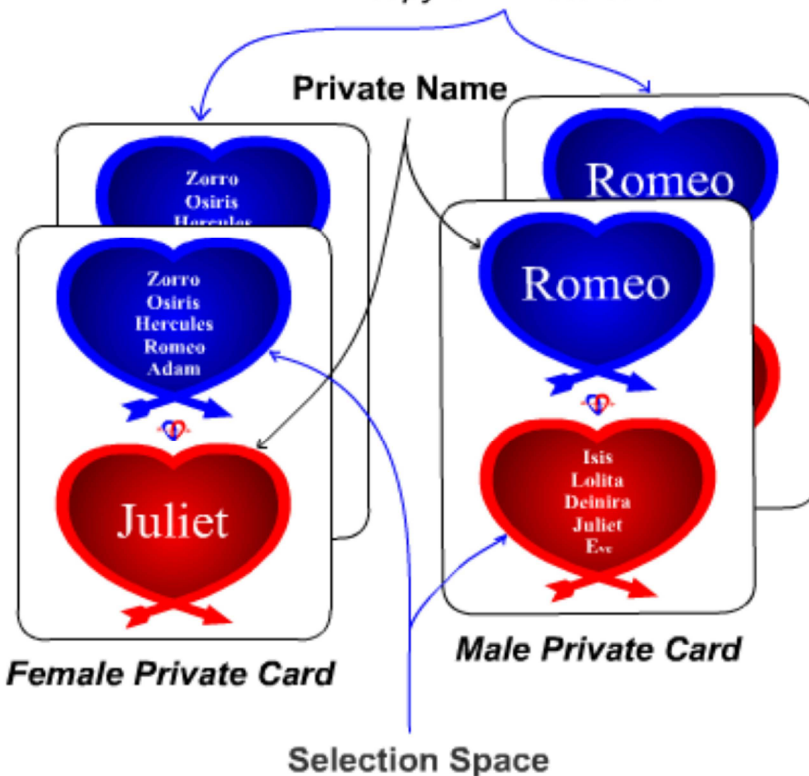 Private Name
Zorro
Osiris
Hercules
Romeo
Zorro
Osiris
Hercules
Romeo
Adam
Romeo
Juliet
Isis
Lolita
Deinira
Juliet
Eve
Female Private Card
Male Private Card
Selection Space